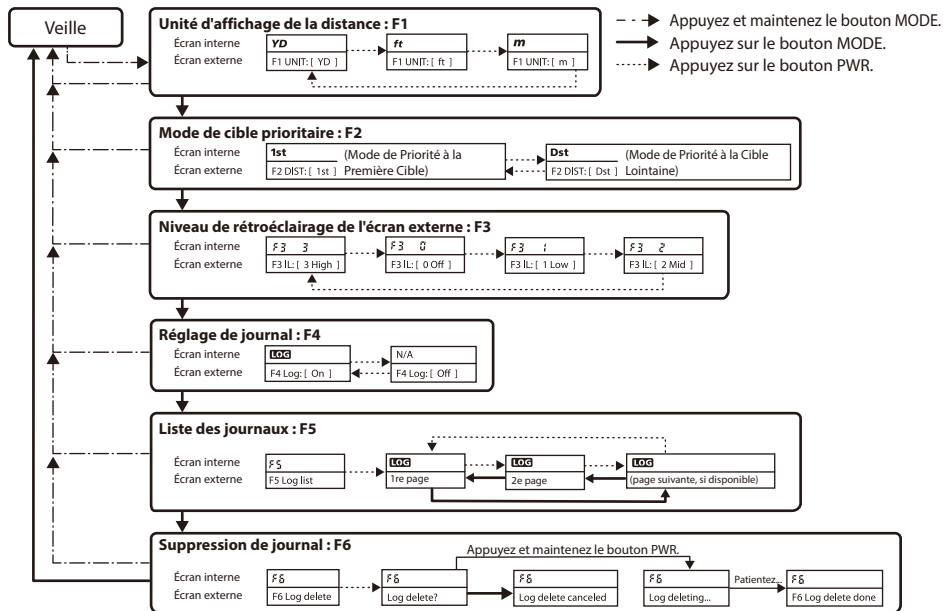 Veille
Appuyez et maintenez le bouton MODE.
Appuyez sur le bouton MODE.
Appuyez sur le bouton PWR.
Unité d'affichage de la distance : F1
Écran interne YD ft m
Écran externe F1 UNIT: [ YD ] F1 UNIT: [ ft ] F1 UNIT: [ m ]
Mode de cible prioritaire : F2
Écran interne 1st (Mode de Priorité à la Dst (Mode de Priorité à la Cible
Écran externe F2 DIST: [ 1st ] Première Cible) F2 DIST: [ Dst ] Lointaine)
Niveau de rétroéclairage de l'écran externe : F3
Écran interne F3 3 F3 0 F3 1 F3 2
Écran externe F3 IL: [ 3 High ] F3 IL: [ 0 Off ] F3 IL: [ 1 Low ] F3 IL: [ 2 Mid ]
Réglage de journal : F4
Écran interne LOG N/A
Écran externe F4 Log: [ On ] F4 Log: [ Off ]
Liste des journaux : F5
Écran interne F5 LOG LOG LOG
Écran externe F5 Log list 1re page 2e page (page suivante, si disponible)
Suppression de journal : F6
Appuyez et maintenez le bouton PWR.
Écran interne F6 F6 F6 F6 Patientez... F6
Écran externe F6 Log delete Log delete? Log delete canceled Log deleting... F6 Log delete done